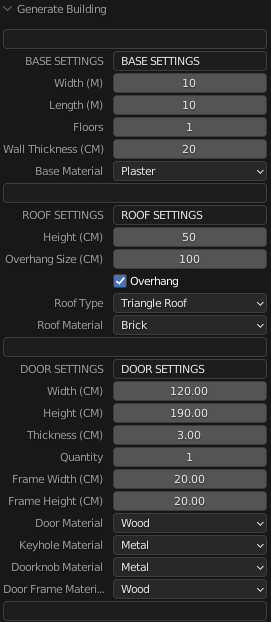 Generate Building
BASE SETTINGS BASE SETTINGS
Width (M) 10
Length (M) 10
Floors 1
Wall Thickness (CM) 20
Base Material Plaster
ROOF SETTINGS ROOF SETTINGS
Height (CM) 50
Overhang Size (CM) 100
Overhang
Roof Type Triangle Roof
Roof Material Brick
DOOR SETTINGS DOOR SETTINGS
Width (CM) 120.00
Height (CM) 190.00
Thickness (CM) 3.00
Quantity 1
Frame Width (CM) 20.00
Frame Height (CM) 20.00
Door Material Wood
Keyhole Material Metal
Doorknob Material Metal
Door Frame Materi... Wood